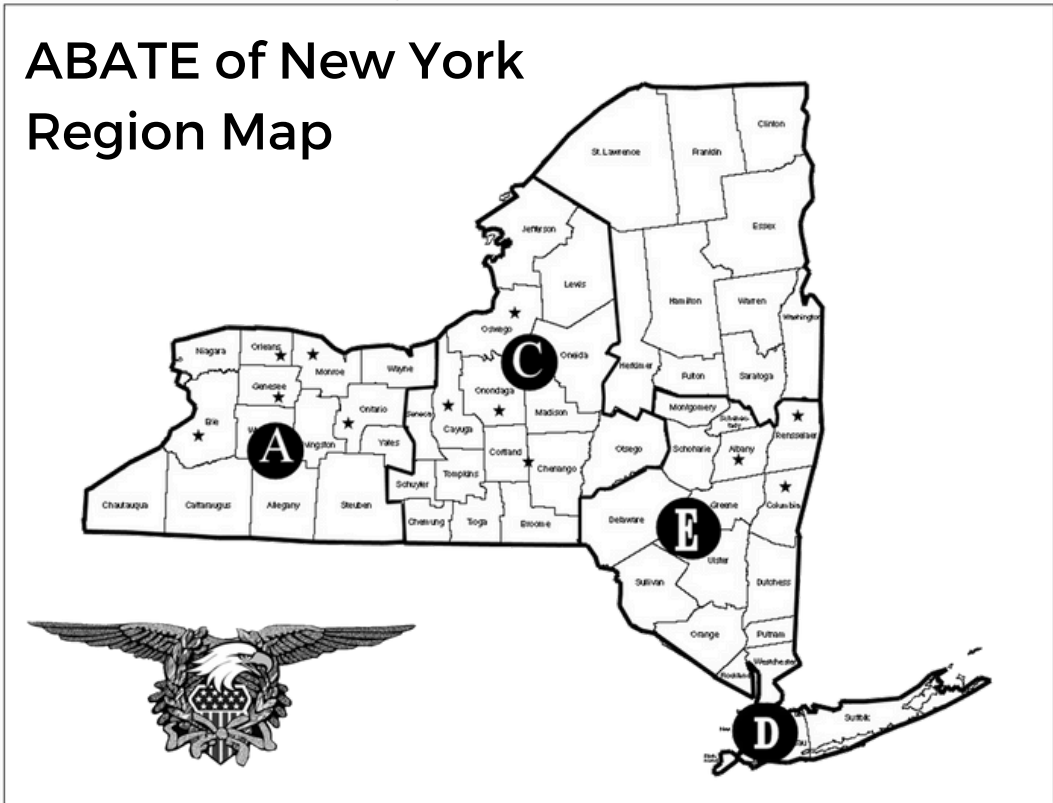 ABATE of New York
Region Map
Clinton
St. Lawrence
Franklin
Essex
Jefferson
Lewis
Hamilton
Warren
Washington
Oswego
C
Oneida
Herkimer
Fulton
Saratoga
Niagara
Orleans
Monroe
Wayne
Genesee
Onondaga
Erie
Ontario
Seneca
Cayuga
Madison
Montgomery
Rensselaer
A
Yates
Cortland
Chenango
Otsego
Schoharie
Albany
Schuyler
Tompkins
Chautauqua
Cattaraugus
Allegany
Steuben
Chemung
Tioga
Broome
Delaware
E
Greene
Columbia
Ulster
Sullivan
Dutchess
Orange
Putnam
Westchester
Rockland
D
Suffolk